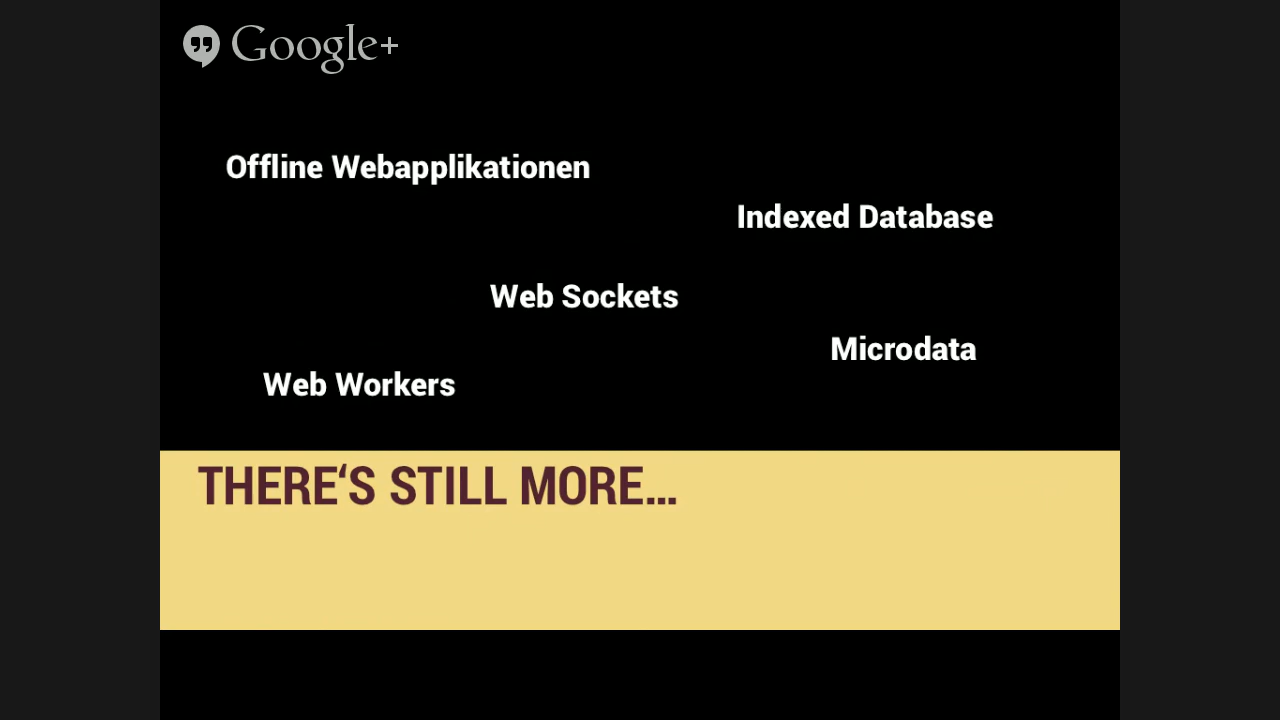 Google+
Offline Webapplikationen
Indexed Database
Web Sockets
Microdata
Web Workers
THERE‘S STILL MORE...